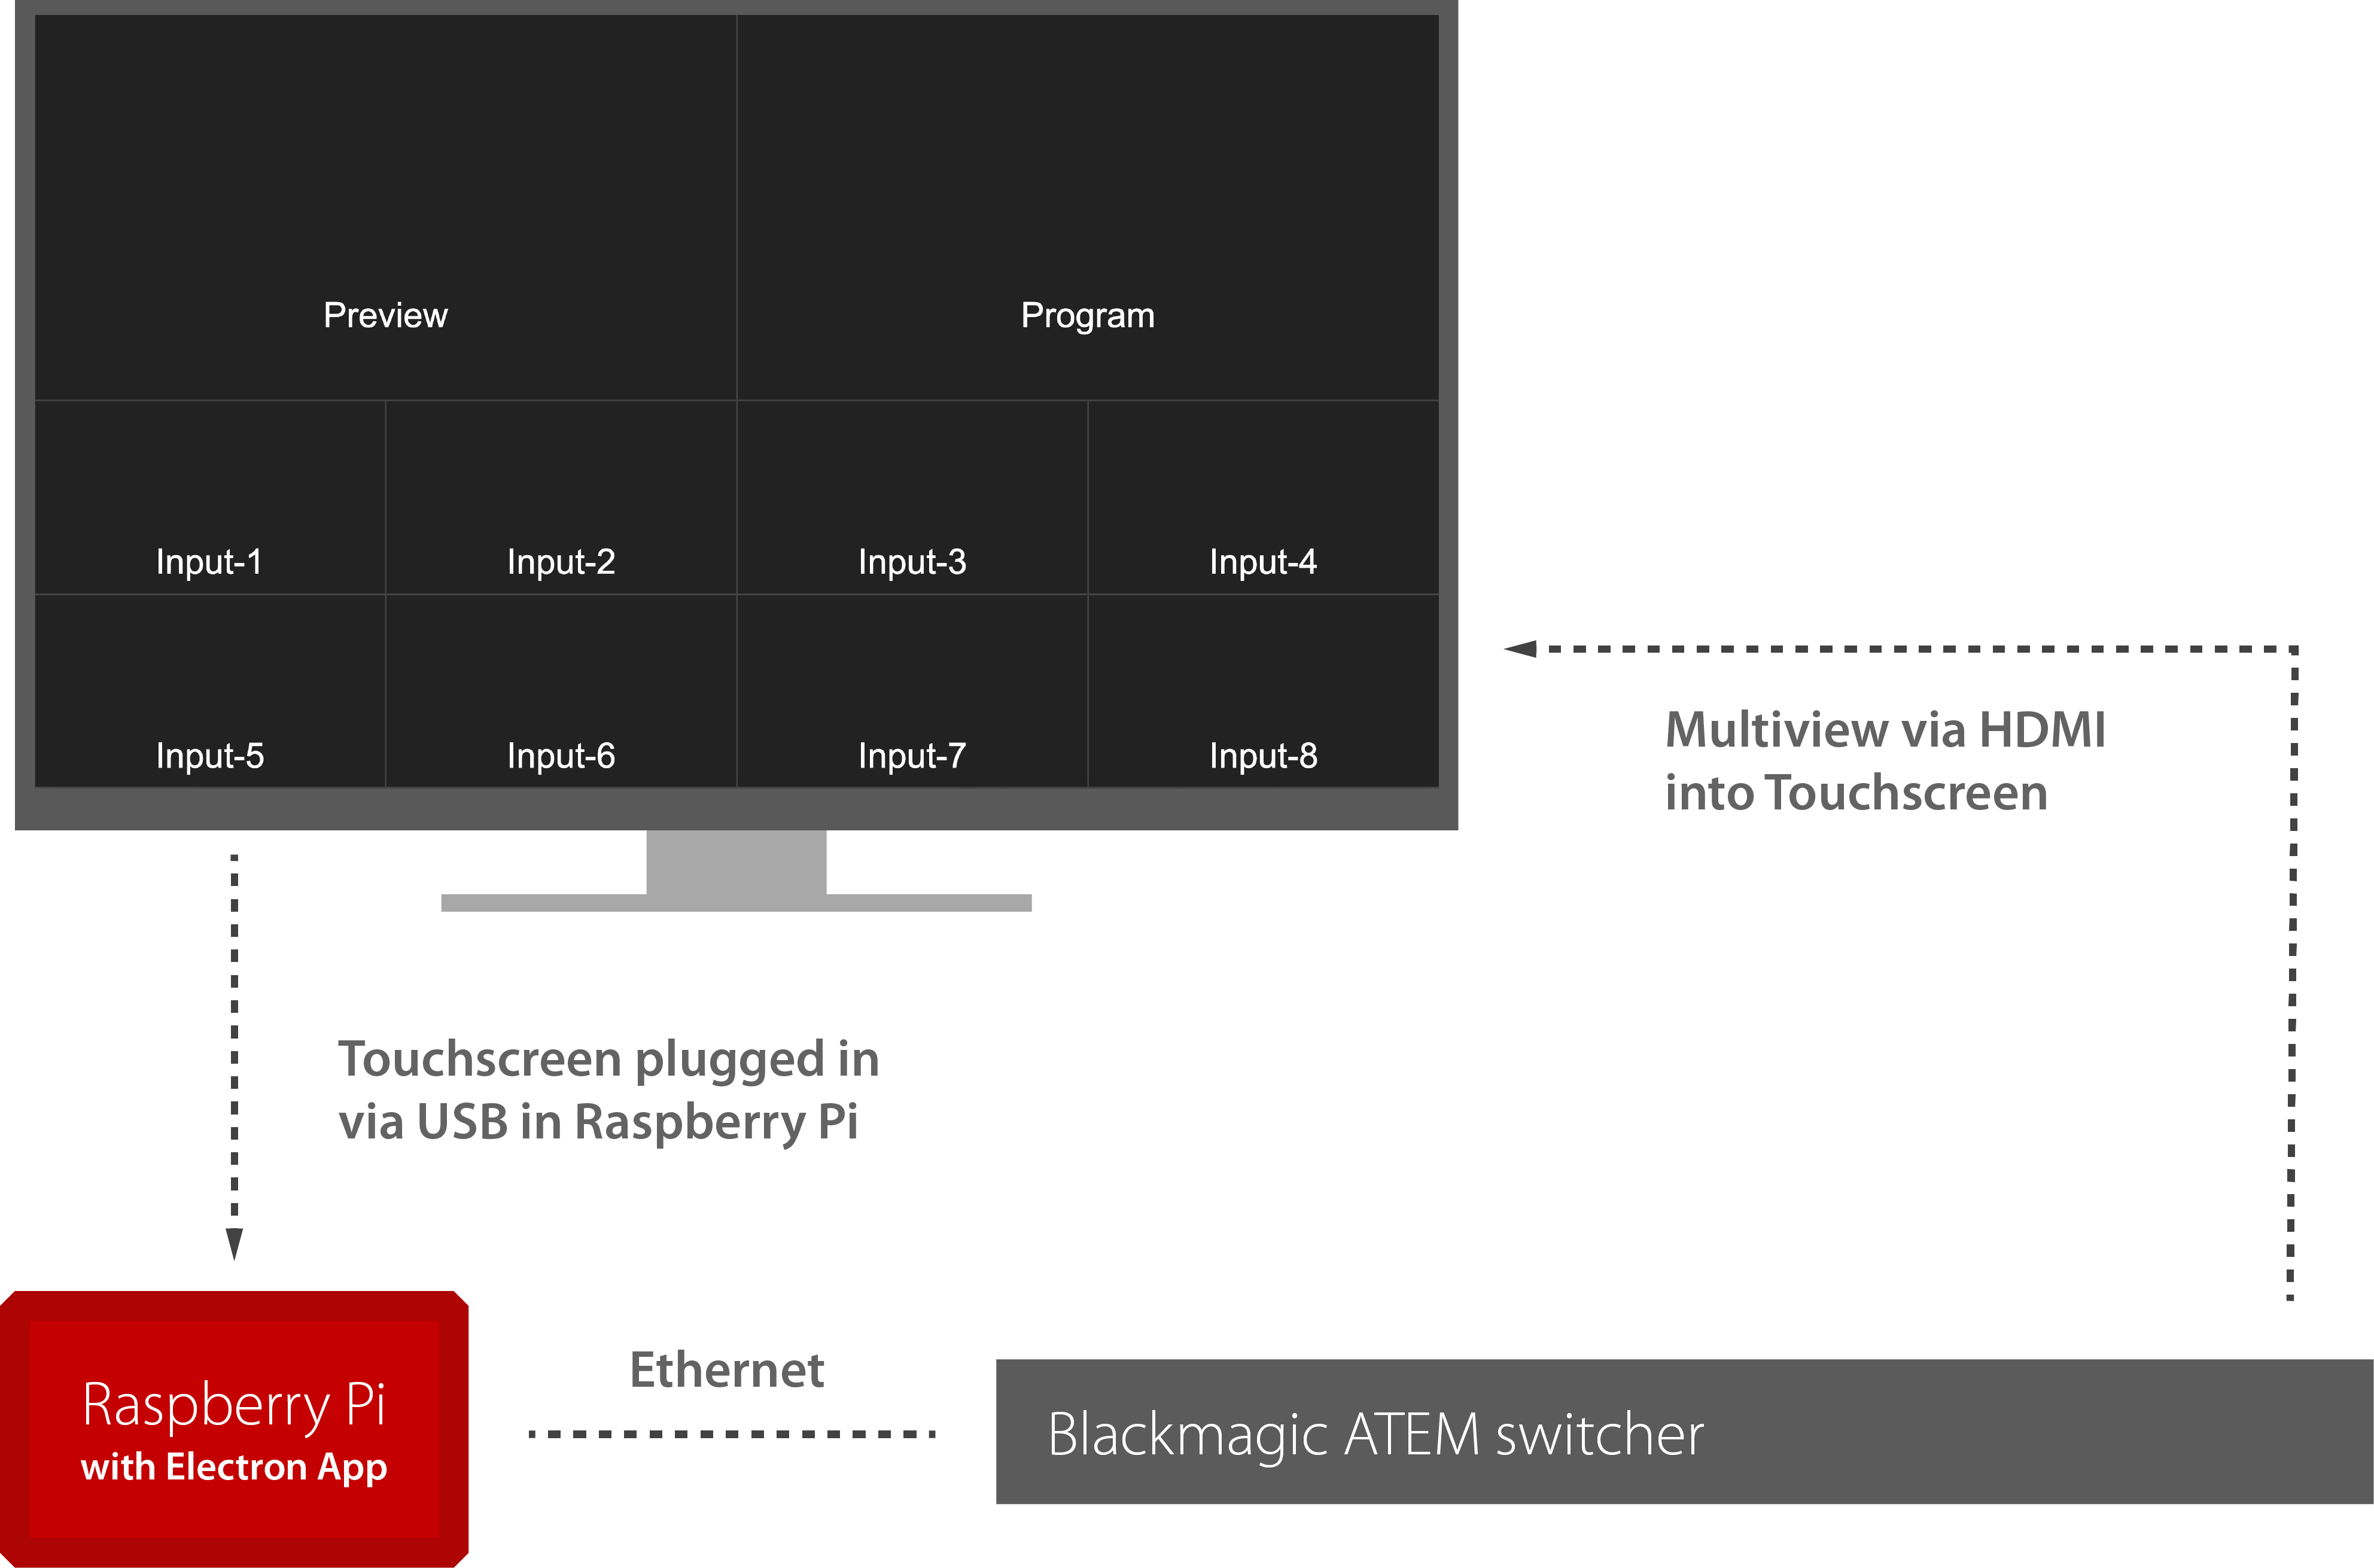 Preview
Program
Input-1
Input-2
Input-3
Input-4
Input-5
Input-6
Input-7
Input-8
Multiview via HDMI
into Touchscreen
Touchscreen plugged in
via USB in Raspberry Pi
Raspberry Pi
with Electron App
Ethernet
Blackmagic ATEM switcher